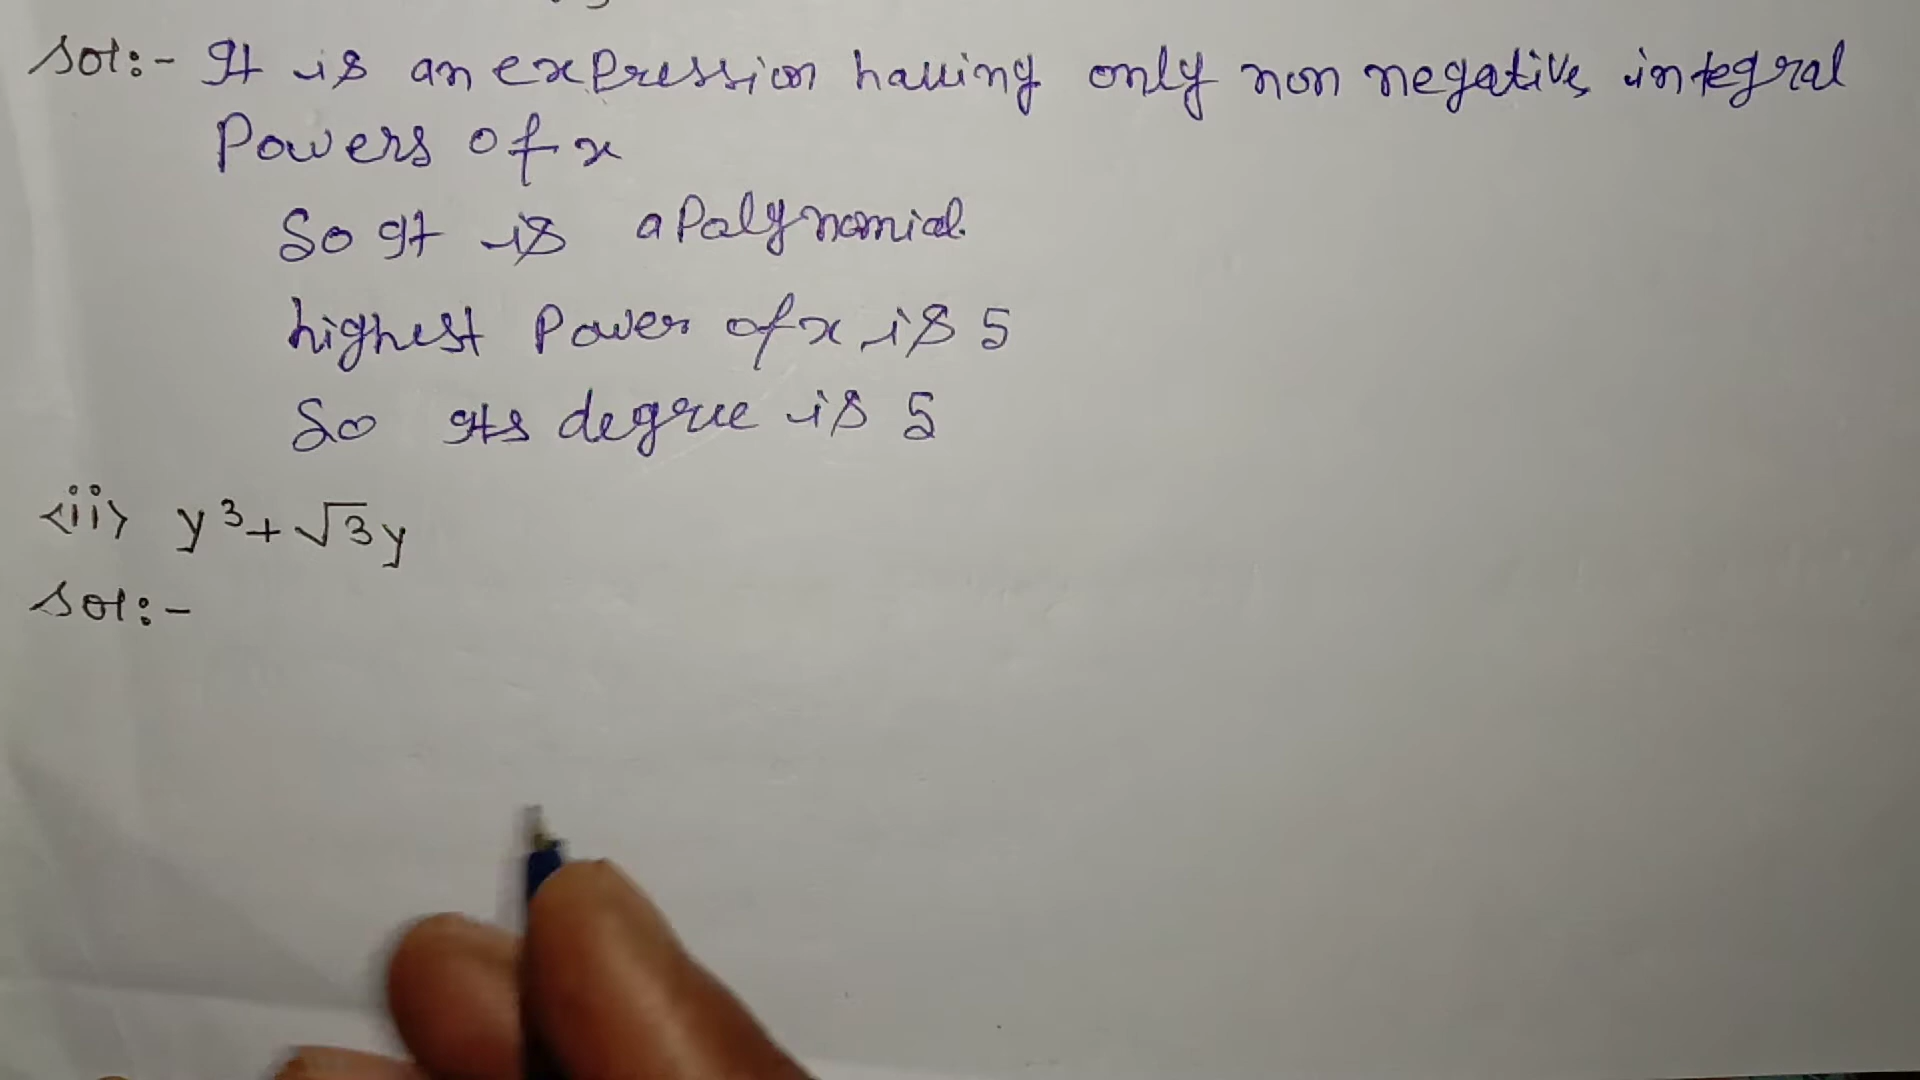 Sol:- It is an expression having only non negative integral
Powers of x
So It is a Polynomial.
highest Power of x is 5
So Its degree is 5
<ii> y³+√3y
Sol:-